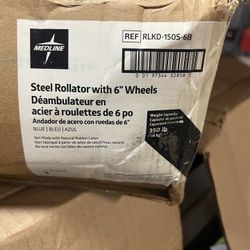 MEDLINE
REF RLKD-150S-6B
Steel Rollator with 6" Wheels
Déambulateur en
acier à roulettes de 6 po
Andador de acero con ruedas de 6"
BLUE | BLEU | AZUL
Not Made with Natural Rubber Latex
Weight Capacity
350 lb